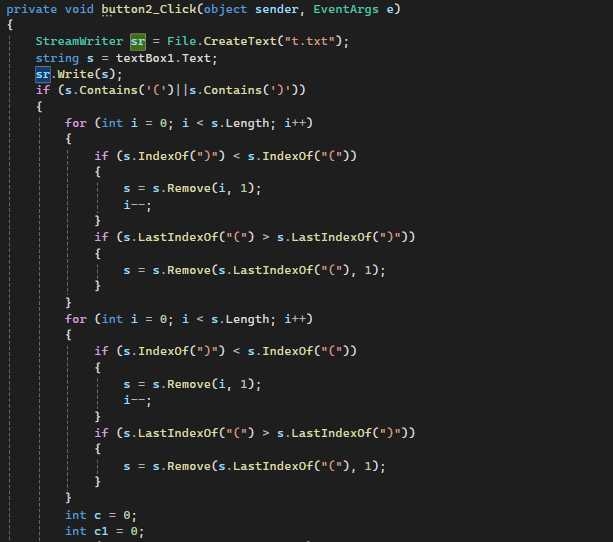 private void button2_Click(object sender, EventArgs e)
{
StreamWriter sr = File.CreateText("t.txt");
string s = textBox1.Text;
sr.Write(s);
if (s.Contains('(')||s.Contains(')'))
{
for (int i = 0; i < s.Length; i++)
{
if (s.IndexOf(")") < s.IndexOf("("))
{
s = s.Remove(i, 1);
i--;
}
if (s.LastIndexOf("(") > s.LastIndexOf(")"))
{
s = s.Remove(s.LastIndexOf("("), 1);
}
}
for (int i = 0; i < s.Length; i++)
{
if (s.IndexOf(")") < s.IndexOf("("))
{
s = s.Remove(i, 1);
i--;
}
if (s.LastIndexOf("(") > s.LastIndexOf(")"))
{
s = s.Remove(s.LastIndexOf("("), 1);
}
}
int c = 0;
int c1 = 0;